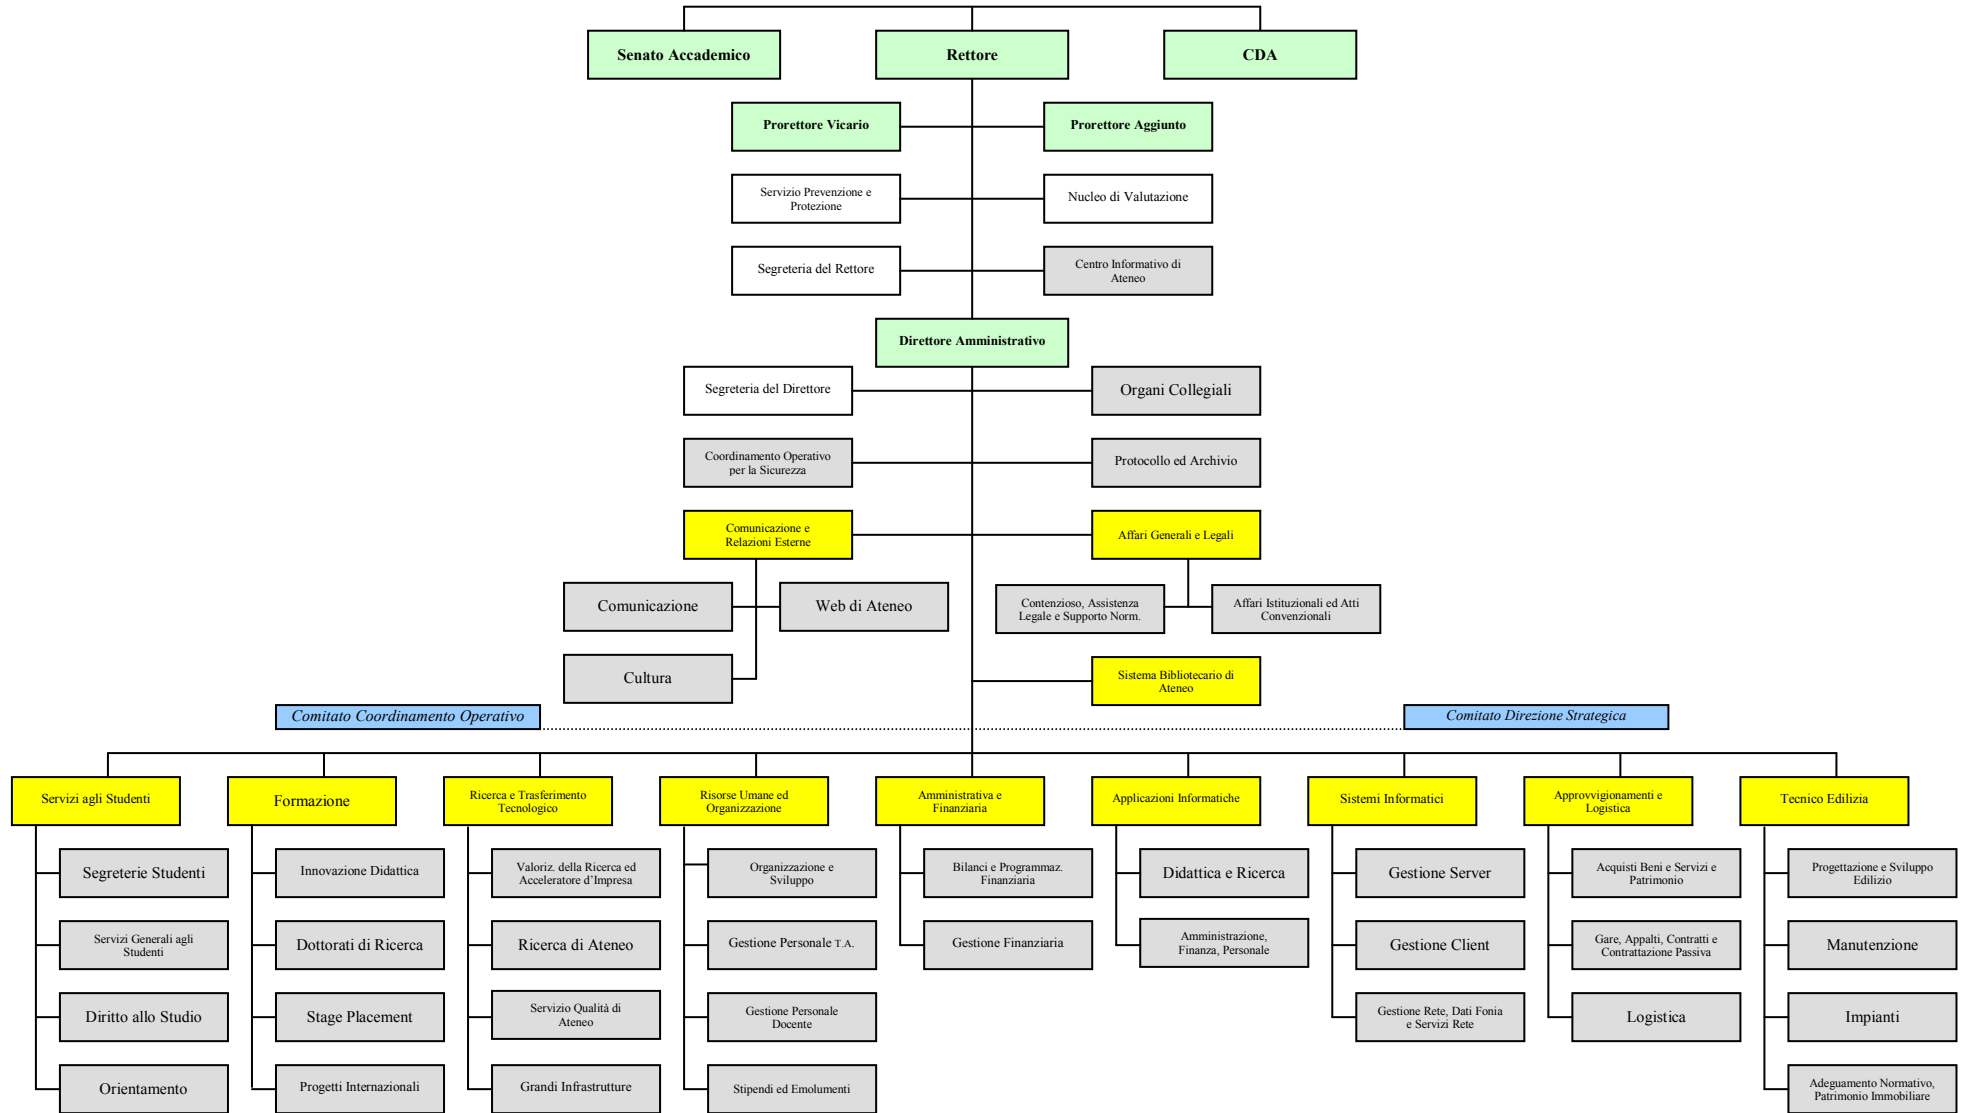 Senato Accademico
Rettore
CDA
Prorettore Vicario
Prorettore Aggiunto
Servizio Prevenzione e
Protezione
Nucleo di Valutazione
Segreteria del Rettore
Centro Informativo di
Ateneo
Direttore Amministrativo
Segreteria del Direttore
Organi Collegiali
Coordinamento Operativo
per la Sicurezza
Protocollo ed Archivio
Comunicazione e
Relazioni Esterne
Affari Generali e Legali
Comunicazione
Web di Ateneo
Contenzioso, Assistenza
Legale e Supporto Norm.
Affari Istituzionali ed Atti
Convenzionali
Cultura
Sistema Bibliotecario di
Ateneo
Comitato Coordinamento Operativo
Comitato Direzione Strategica
Servizi agli Studenti
Formazione
Ricerca e Trasferimento
Tecnologico
Risorse Umane ed
Organizzazione
Amministrativa e
Finanziaria
Applicazioni Informatiche
Sistemi Informatici
Approvvigionamenti e
Logistica
Tecnico Edilizia
Segreterie Studenti
Innovazione Didattica
Valoriz. della Ricerca ed
Acceleratore d'Impresa
Organizzazione e
Sviluppo
Bilanci e Programmaz.
Finanziaria
Didattica e Ricerca
Gestione Server
Acquisti Beni e Servizi e
Patrimonio
Progettazione e Sviluppo
Edilizio
Servizi Generali agli
Studenti
Dottorati di Ricerca
Ricerca di Ateneo
Gestione Personale T.A.
Gestione Finanziaria
Amministrazione,
Finanza, Personale
Gestione Client
Gare, Appalti, Contratti e
Contrattazione Passiva
Manutenzione
Diritto allo Studio
Stage Placement
Servizio Qualità di
Ateneo
Gestione Personale
Docente
Gestione Rete, Dati Fonia
e Servizi Rete
Logistica
Impianti
Orientamento
Progetti Internazionali
Grandi Infrastrutture
Stipendi ed Emolumenti
Adeguamento Normativo,
Patrimonio Immobiliare